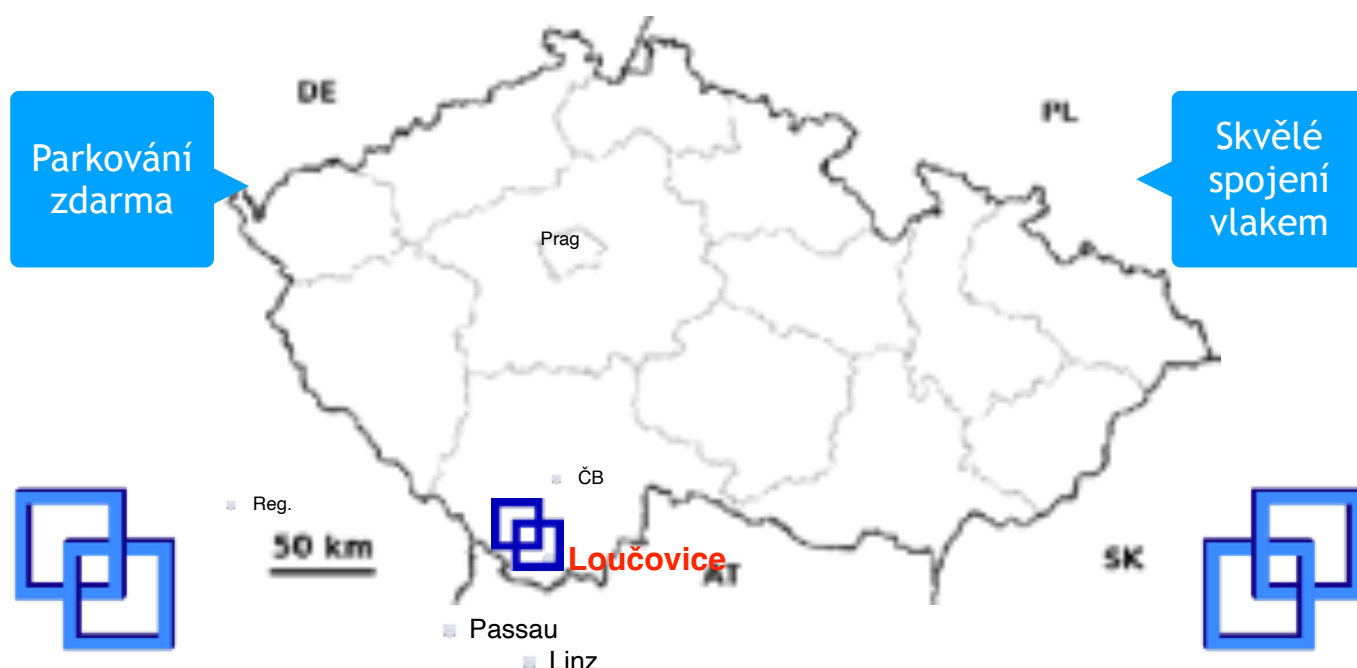 DE
PL
Parkování
zdarma
Skvělé
spojení
vlakem
Prag
ČB
Reg.
50 km
Loučovice
AT
SK
Passau
Linz